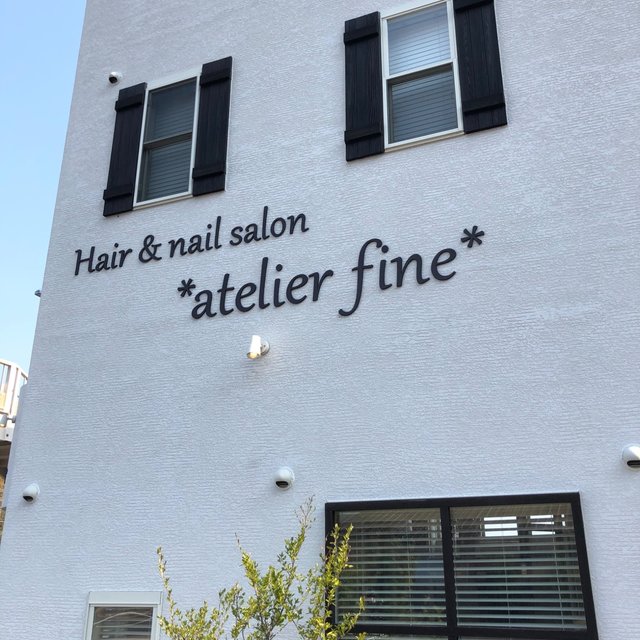 Hair & nail salon
*atelier fine*